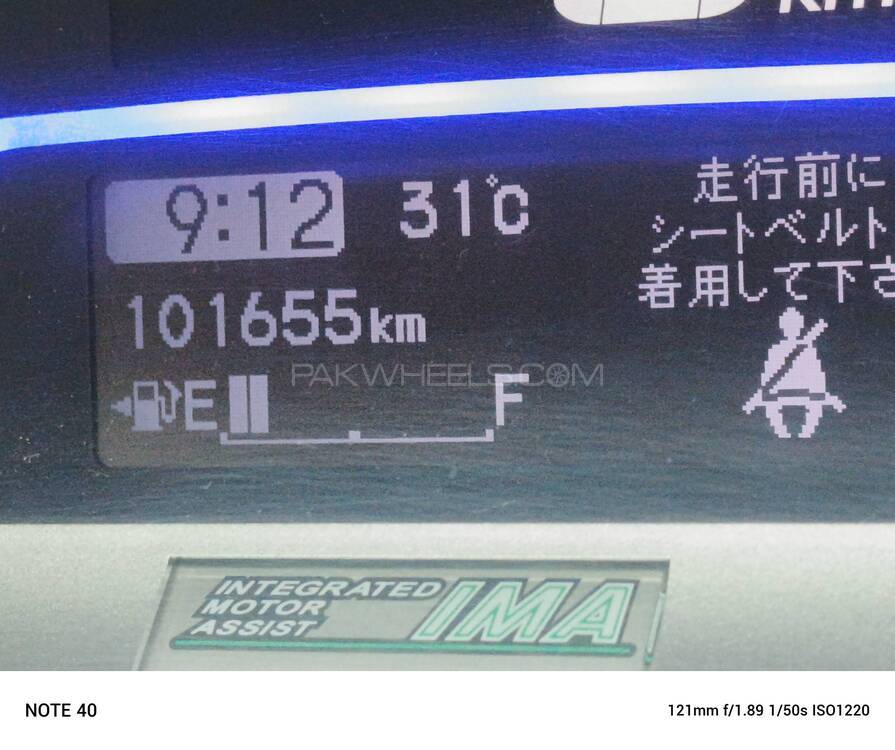 9:12 31°C
走行前に
シートベルト
着用して下さ
101655km
E F
PAKWHEELS.COM
INTEGRATED
MOTOR
ASSIST
IMA
NOTE 40
121mm f/1.89 1/50s ISO1220